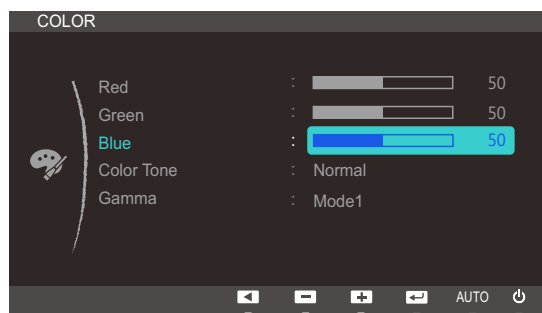 COLOR
Red : 50
Green : 50
Blue : 50
Color Tone : Normal
Gamma : Mode1
AUTO